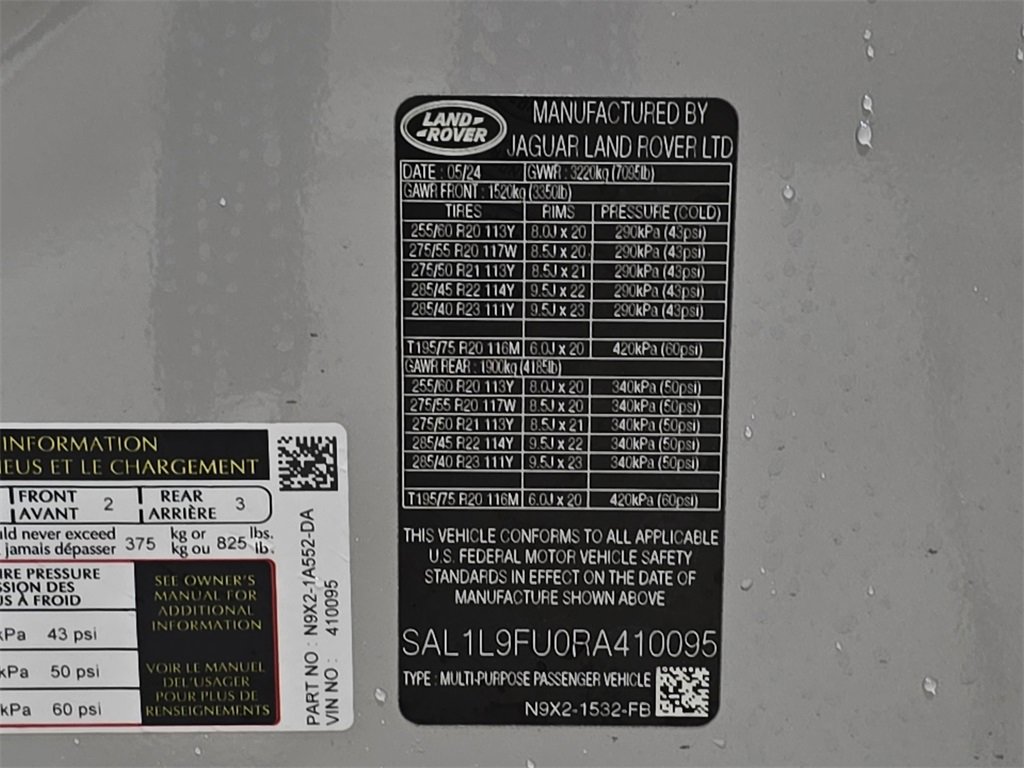 LAND-
-ROVER
MANUFACTURED BY
JAGUAR LAND ROVER LTD
DATE : 05/24 GVWR : 3220kg (7095lb)
GAWR FRONT : 1520kg (3350lb)
TIRES RIMS PRESSURE (COLD)
255/60 R20 113Y 8.0J x 20 290kPa (43psi)
275/55 R20 117W 8.5J x 20 290kPa (43psi)
275/50 R21 113Y 8.5J x 21 290kPa (43psi)
285/45 R22 114Y 9.5J x 22 290kPa (43psi)
285/40 R23 111Y 9.5J x 23 290kPa (43psi)
T195/75 R20 116M 6.0J x 20 420kPa (60psi)
GAWR REAR : 1900kg (4185lb)
255/60 R20 113Y 8.0J x 20 340kPa (50psi)
275/55 R20 117W 8.5J x 20 340kPa (50psi)
275/50 R21 113Y 8.5J x 21 340kPa (50psi)
285/45 R22 114Y 9.5J x 22 340kPa (50psi)
285/40 R23 111Y 9.5J x 23 340kPa (50psi)
T195/75 R20 116M 6.0J x 20 420kPa (60psi)
THIS VEHICLE CONFORMS TO ALL APPLICABLE
U.S. FEDERAL MOTOR VEHICLE SAFETY
STANDARDS IN EFFECT ON THE DATE OF
MANUFACTURE SHOWN ABOVE
SAL1L9FU0RA410095
TYPE : MULTI-PURPOSE PASSENGER VEHICLE
N9X2-1532-FB
INFORMATION
NEUS ET LE CHARGEMENT
FRONT 2 REAR 3
AVANT ARRIÈRE
uld never exceed 375 kg or 825 lbs.
jamais dépasser kg ou lb.
IRE PRESSURE
SSION DES
US À FROID
kPa 43 psi
kPa 50 psi
kPa 60 psi
SEE OWNER'S
MANUAL FOR
ADDITIONAL
INFORMATION
VOIR LE MANUEL
DEL'USAGER
POUR PLUS DE
RENSEIGNEMENTS
PART NO : N9X2-1A552-DA
VIN NO : 410095